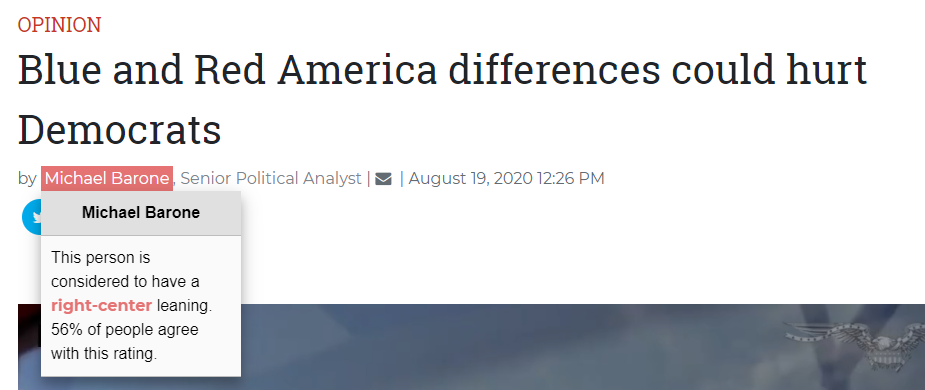 OPINION
Blue and Red America differences could hurt
Democrats
by Michael Barone, Senior Political Analyst | | August 19, 2020 12:26 PM
Michael Barone
This person is
considered to have a
right-center leaning.
56% of people agree
with this rating.